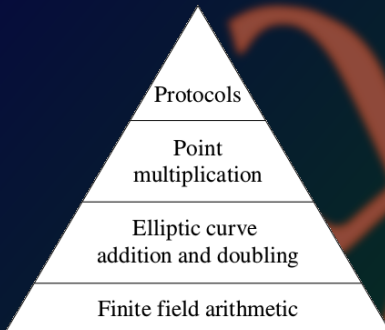 Protocols
Point
multiplication
Elliptic curve
addition and doubling
Finite field arithmetic